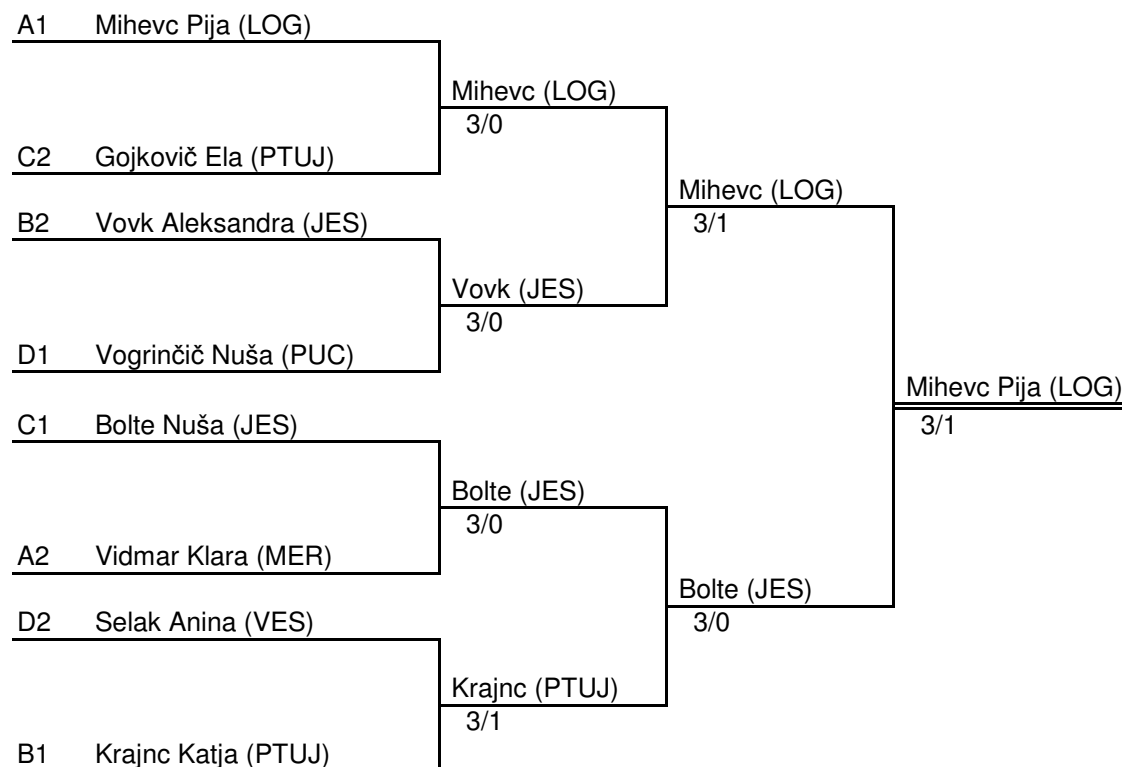 A1 Mihevc Pija (LOG)
Mihevc (LOG)
3/0
C2 Gojkovič Ela (PTUJ)
Mihevc (LOG)
3/1
B2 Vovk Aleksandra (JES)
Vovk (JES)
3/0
D1 Vogrinčič Nuša (PUC)
Mihevc Pija (LOG)
3/1
C1 Bolte Nuša (JES)
Bolte (JES)
3/0
A2 Vidmar Klara (MER)
Bolte (JES)
3/0
D2 Selak Anina (VES)
Krajnc (PTUJ)
3/1
B1 Krajnc Katja (PTUJ)